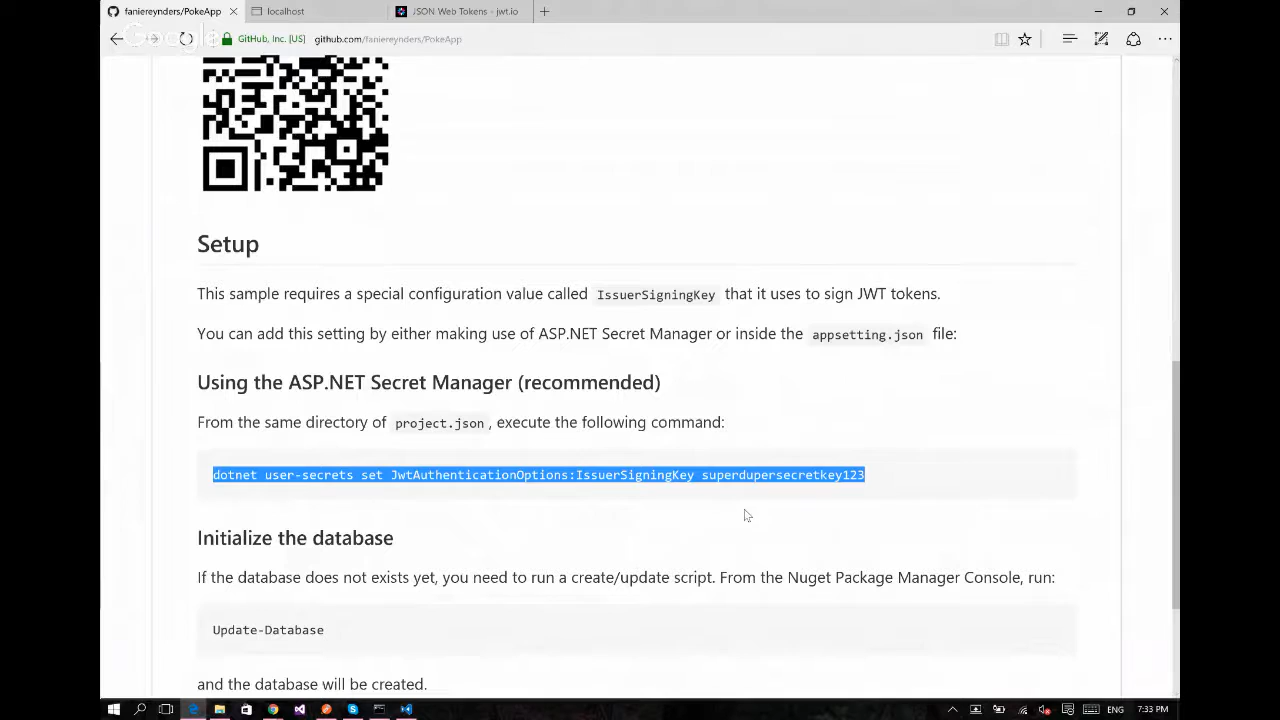 faniereynders/PokeApp
localhost
JSON Web Tokens - jwt.io
Google
GitHub, Inc. [US]
github.com/faniereynders/PokeApp
Setup
This sample requires a special configuration value called IssuerSigningKey that it uses to sign JWT tokens.
You can add this setting by either making use of ASP.NET Secret Manager or inside the appsetting.json file:
Using the ASP.NET Secret Manager (recommended)
From the same directory of project.json, execute the following command:
dotnet user-secrets set JwtAuthenticationOptions:IssuerSigningKey superdupersecretkey123
Initialize the database
If the database does not exists yet, you need to run a create/update script. From the Nuget Package Manager Console, run:
Update-Database
and the database will be created.
ENG
7:33 PM